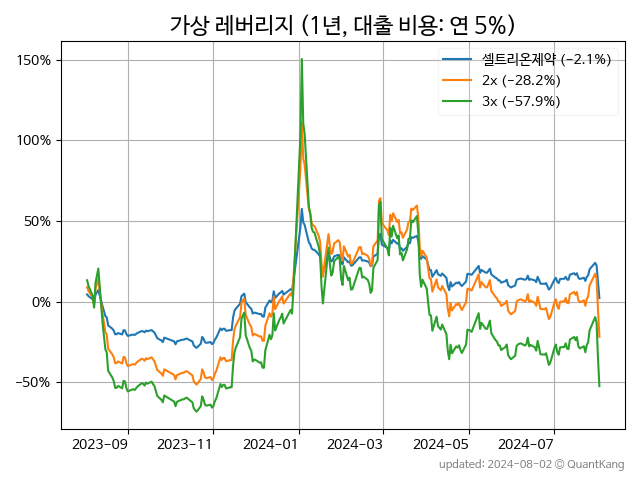 가상 레버리지 (1년, 대출 비용: 연 5%)
150%
100%
50%
0%
−50%
셀트리온제약 (−2.1%)
2x (−28.2%)
3x (−57.9%)
2023-09
2023-11
2024-01
2024-03
2024-05
2024-07
updated: 2024-08-02 © QuantKang